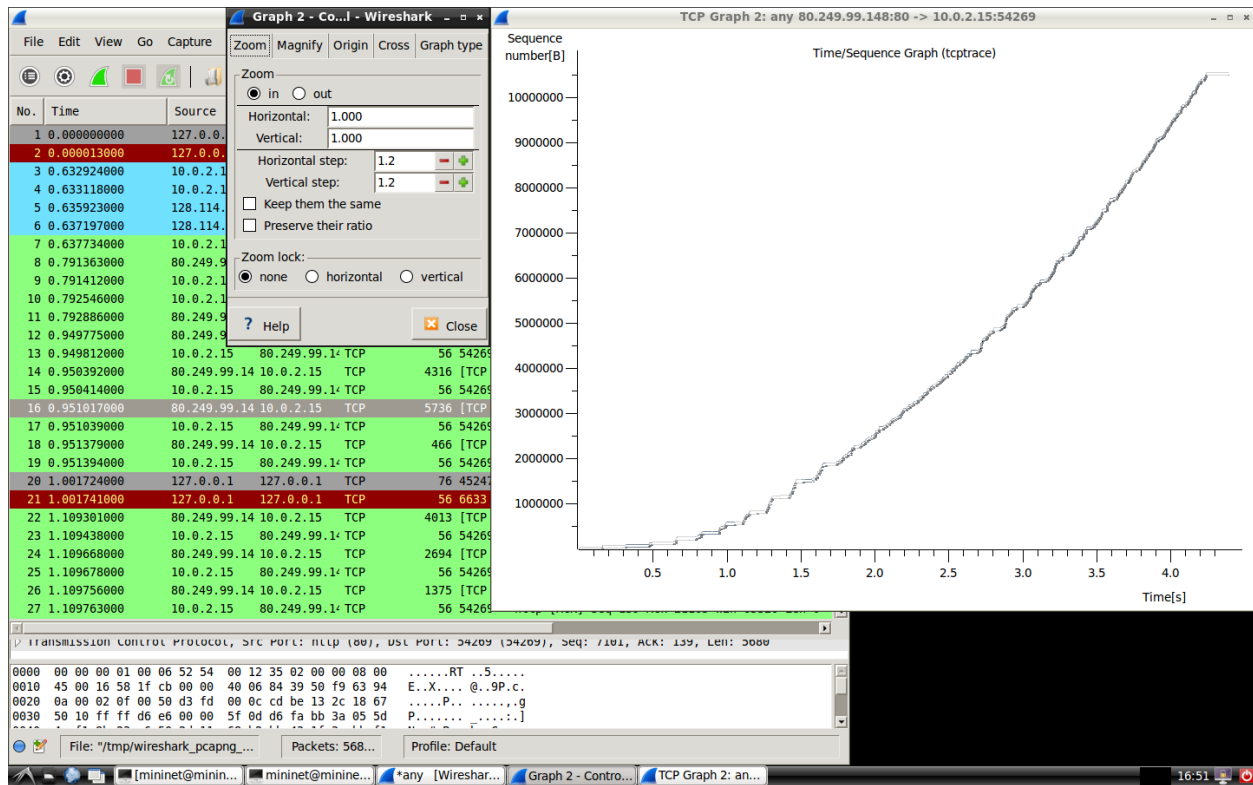 Graph 2 - Co...l - Wireshark
TCP Graph 2: any 80.249.99.148:80 -> 10.0.2.15:54269
File Edit View Go Capture
Zoom Magnify Origin Cross Graph type
Zoom
in out
Horizontal: 1.000
Vertical: 1.000
Horizontal step: 1.2
Vertical step: 1.2
Keep them the same
Preserve their ratio
Zoom lock:
none horizontal vertical
? Help
Close
No. Time Source
1 0.000000000 127.0.0.
2 0.000013000 127.0.0.
3 0.632924000 10.0.2.1
4 0.633118000 10.0.2.1
5 0.635923000 128.114.
6 0.637197000 128.114.
7 0.637734000 10.0.2.1
8 0.791363000 80.249.9
9 0.791412000 10.0.2.1
10 0.792546000 10.0.2.1
11 0.792886000 80.249.9
12 0.949775000 80.249.9
13 0.949812000 10.0.2.15 80.249.99.14 TCP 56 54269
14 0.950392000 80.249.99.14 10.0.2.15 TCP 4316 [TCP
15 0.950414000 10.0.2.15 80.249.99.14 TCP 56 54269
16 0.951017000 80.249.99.14 10.0.2.15 TCP 5736 [TCP
17 0.951039000 10.0.2.15 80.249.99.14 TCP 56 54269
18 0.951379000 80.249.99.14 10.0.2.15 TCP 466 [TCP
19 0.951394000 10.0.2.15 80.249.99.14 TCP 56 54269
20 1.001724000 127.0.0.1 127.0.0.1 TCP 76 45247
21 1.001741000 127.0.0.1 127.0.0.1 TCP 56 6633
22 1.109301000 80.249.99.14 10.0.2.15 TCP 4013 [TCP
23 1.109438000 10.0.2.15 80.249.99.14 TCP 56 54269
24 1.109668000 80.249.99.14 10.0.2.15 TCP 2694 [TCP
25 1.109678000 10.0.2.15 80.249.99.14 TCP 56 54269
26 1.109756000 80.249.99.14 10.0.2.15 TCP 1375 [TCP
27 1.109763000 10.0.2.15 80.249.99.14 TCP 56 54269
Sequence
number[B]
Time/Sequence Graph (tcptrace)
10000000
9000000
8000000
7000000
6000000
5000000
4000000
3000000
2000000
1000000
0.5 1.0 1.5 2.0 2.5 3.0 3.5 4.0
Time[s]
Transmission Control Protocol, Src Port: http (80), Dst Port: 54269 (54269), Seq: 7101, Ack: 139, Len: 5680
0000 00 00 00 01 00 06 52 54 00 12 35 02 00 00 08 00 ......RT ..5.....
0010 45 00 16 58 1f cb 00 00 40 06 84 39 50 f9 63 94 E..X.... @..9P.c.
0020 0a 00 02 0f 00 50 d3 fd 00 0c cd be 13 2c 18 67 .....P.. .....,.g
0030 50 10 ff ff d6 e6 00 00 5f 0d d6 fa bb 3a 05 5d P....... _....:.]
File: "/tmp/wireshark_pcapng_... Packets: 568... Profile: Default
[mininet@minin... mininet@minine... *any [Wireshar... Graph 2 - Contro... TCP Graph 2: an... 16:51